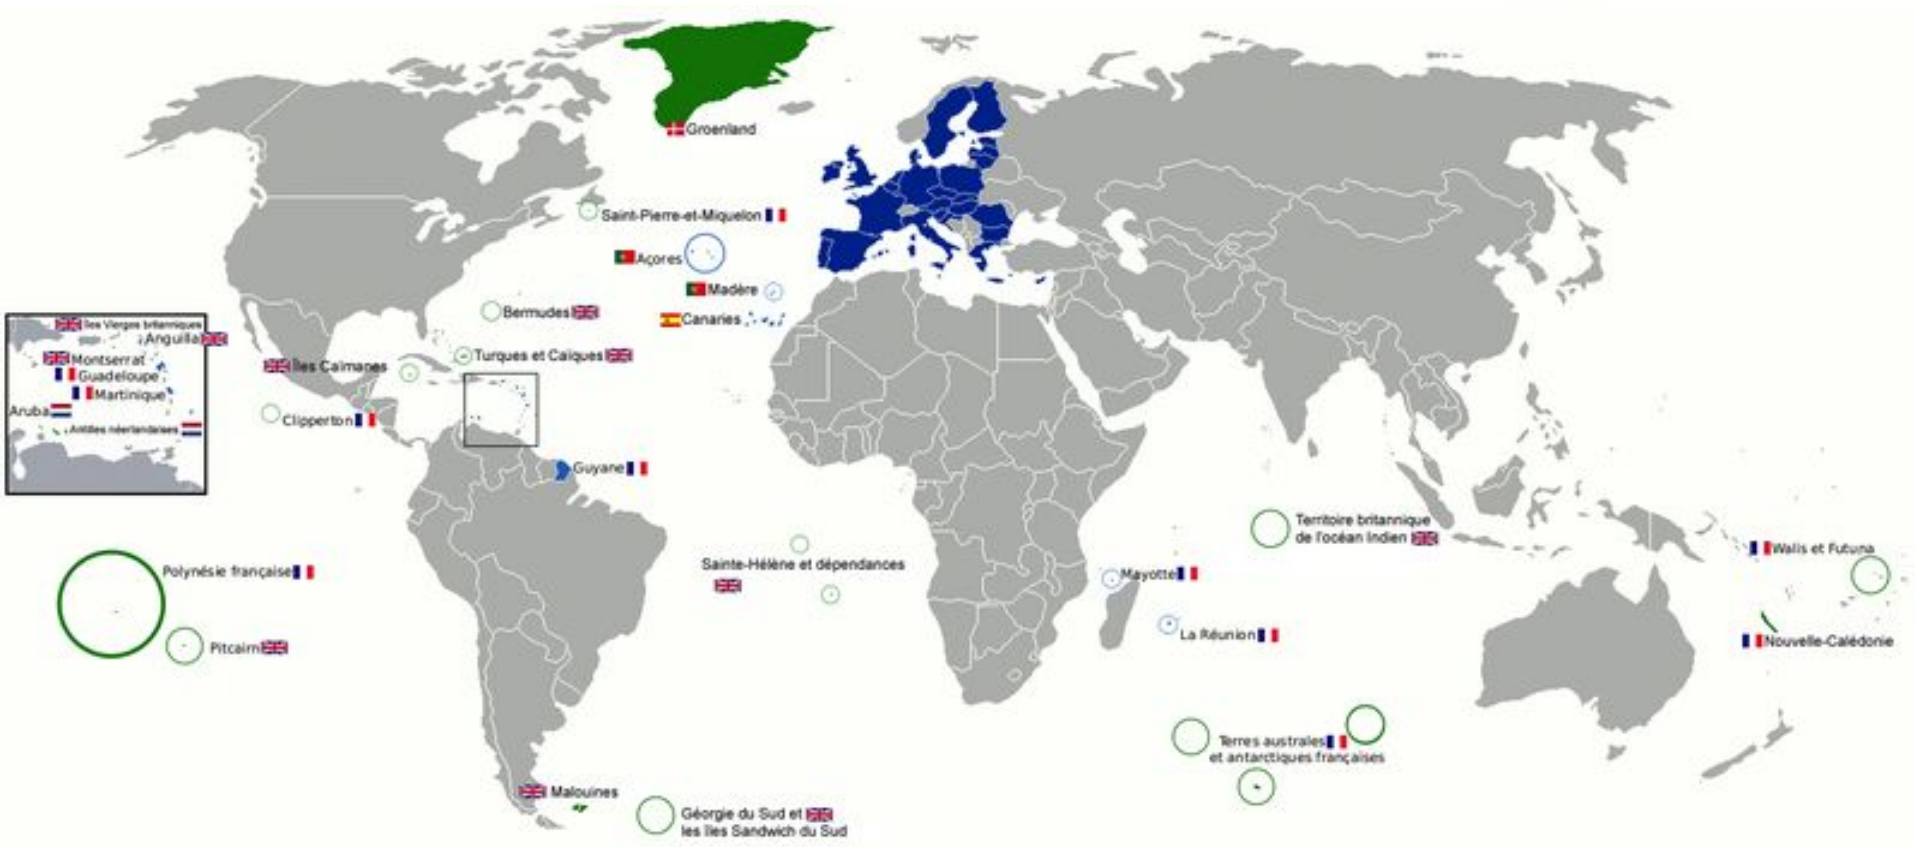 Groenland
Saint-Pierre-et-Miquelon
Açores
Madère
Bermudes
Canaries
îles Vierges britanniques
Anguilla
Montserrat
Guadeloupe
Martinique
Aruba
Antilles néerlandaises
Turques et Caïques
Îles Caïmanes
Clipperton
Guyane
Territoire britannique
de l'océan Indien
Sainte-Hélène et dépendances
Walis et Futuna
Polynésie française
Mayotte
Pitcairn
La Réunion
Nouvelle-Calédonie
Terres australes
et antarctiques françaises
Malouines
Géorgie du Sud et
les îles Sandwich du Sud